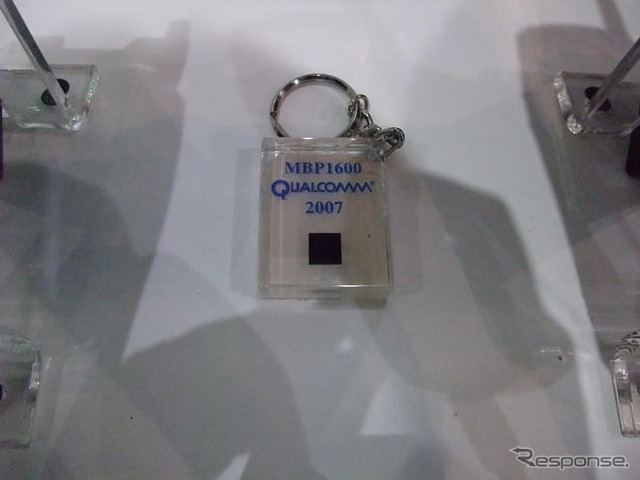 MBP1600
QUALCOMM®
2007
Response.